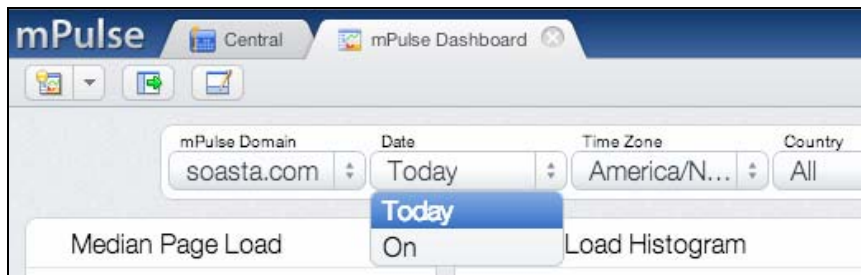 mPulse Central mPulse Dashboard
mPulse Domain Date Time Zone Country
soasta.com Today America/N... All
Today
On
Median Page Load Load Histogram